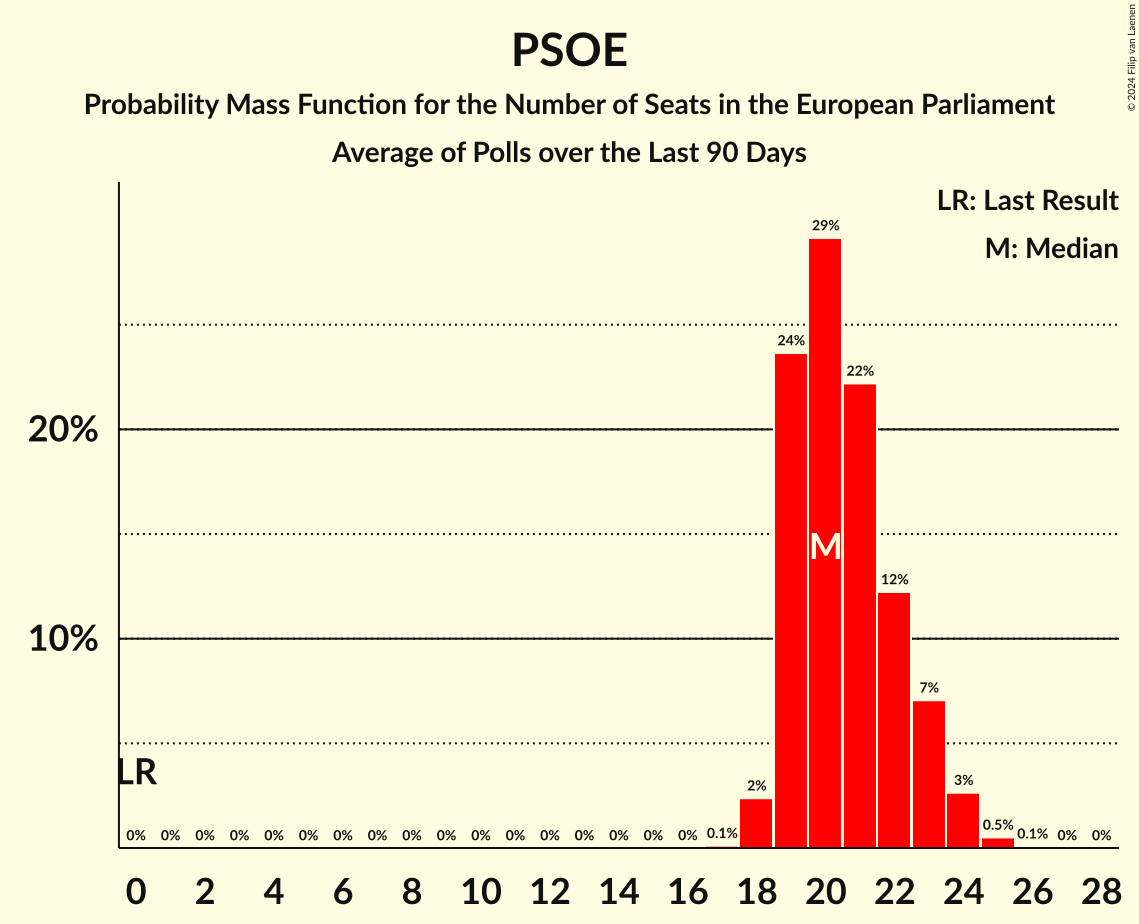 PSOE
Probability Mass Function for the Number of Seats in the European Parliament
Average of Polls over the Last 90 Days
© 2024 Filip van Laenen
LR: Last Result
M: Median
29%
24%
22%
20%
M
12%
10%
7%
LR
3%
2%
0% 0% 0% 0% 0% 0% 0% 0% 0% 0% 0% 0% 0% 0% 0% 0% 0% 0.1% 0.5% 0.1% 0% 0%
0 2 4 6 8 10 12 14 16 18 20 22 24 26 28